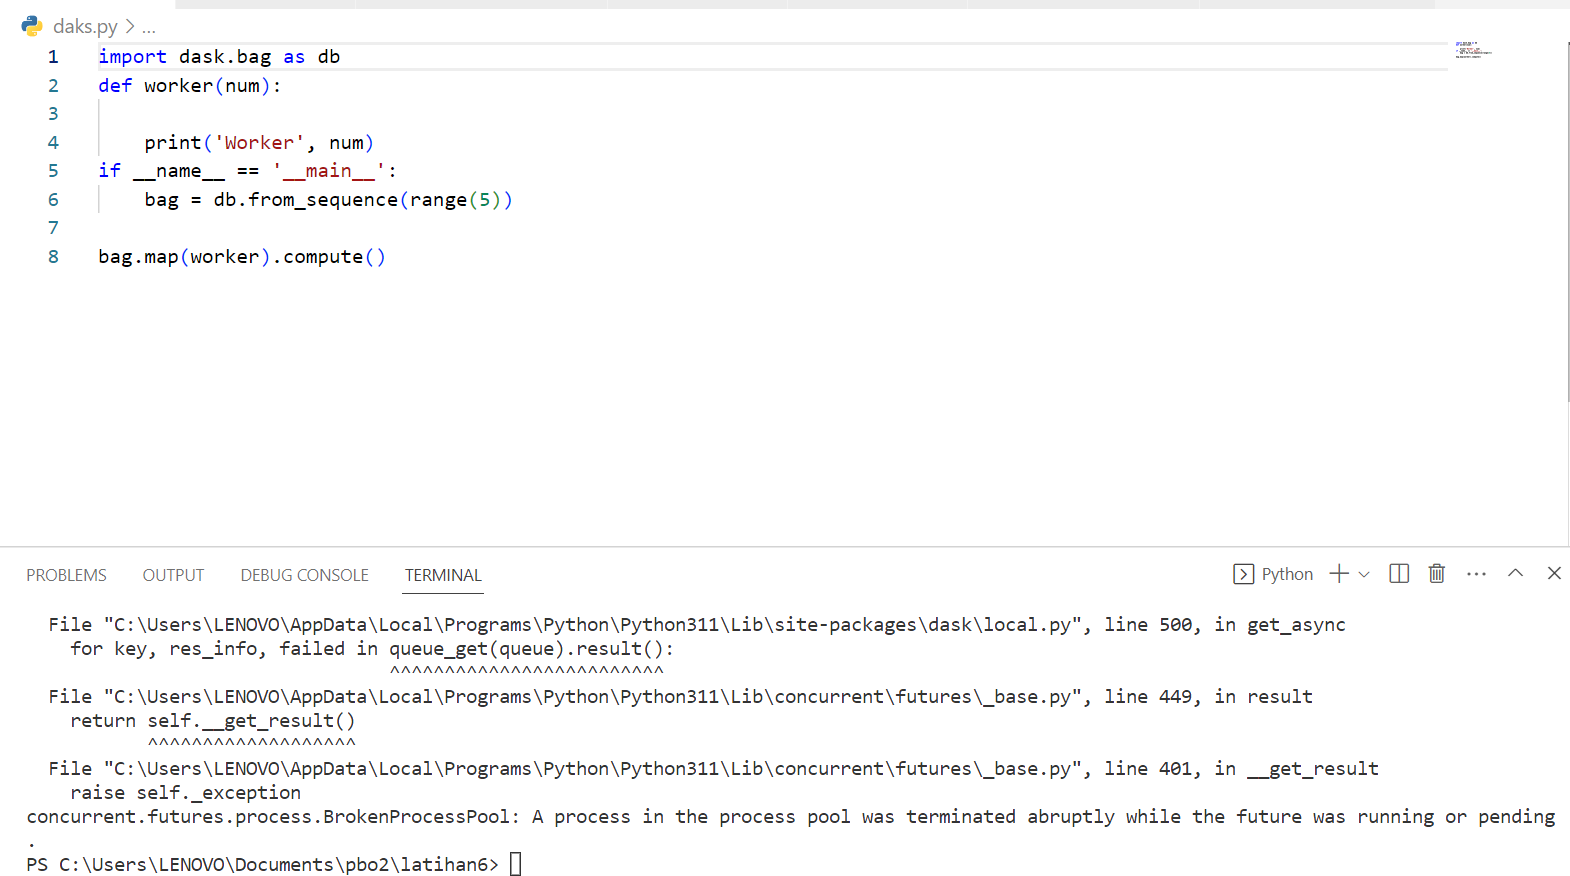 daks.py > ...
1 import dask.bag as db
2 def worker(num):
3
4     print('Worker', num)
5 if __name__ == '__main__':
6     bag = db.from_sequence(range(5))
7
8 bag.map(worker).compute()
PROBLEMS OUTPUT DEBUG CONSOLE TERMINAL Python
  File "C:\Users\LENOVO\AppData\Local\Programs\Python\Python311\Lib\site-packages\dask\local.py", line 500, in get_async
    for key, res_info, failed in queue_get(queue).result():
                                 ^^^^^^^^^^^^^^^^^^^^^^^^^
  File "C:\Users\LENOVO\AppData\Local\Programs\Python\Python311\Lib\concurrent\futures\_base.py", line 449, in result
    return self.__get_result()
           ^^^^^^^^^^^^^^^^^^^
  File "C:\Users\LENOVO\AppData\Local\Programs\Python\Python311\Lib\concurrent\futures\_base.py", line 401, in __get_result
    raise self._exception
concurrent.futures.process.BrokenProcessPool: A process in the process pool was terminated abruptly while the future was running or pending
.
PS C:\Users\LENOVO\Documents\pbo2\latihan6>